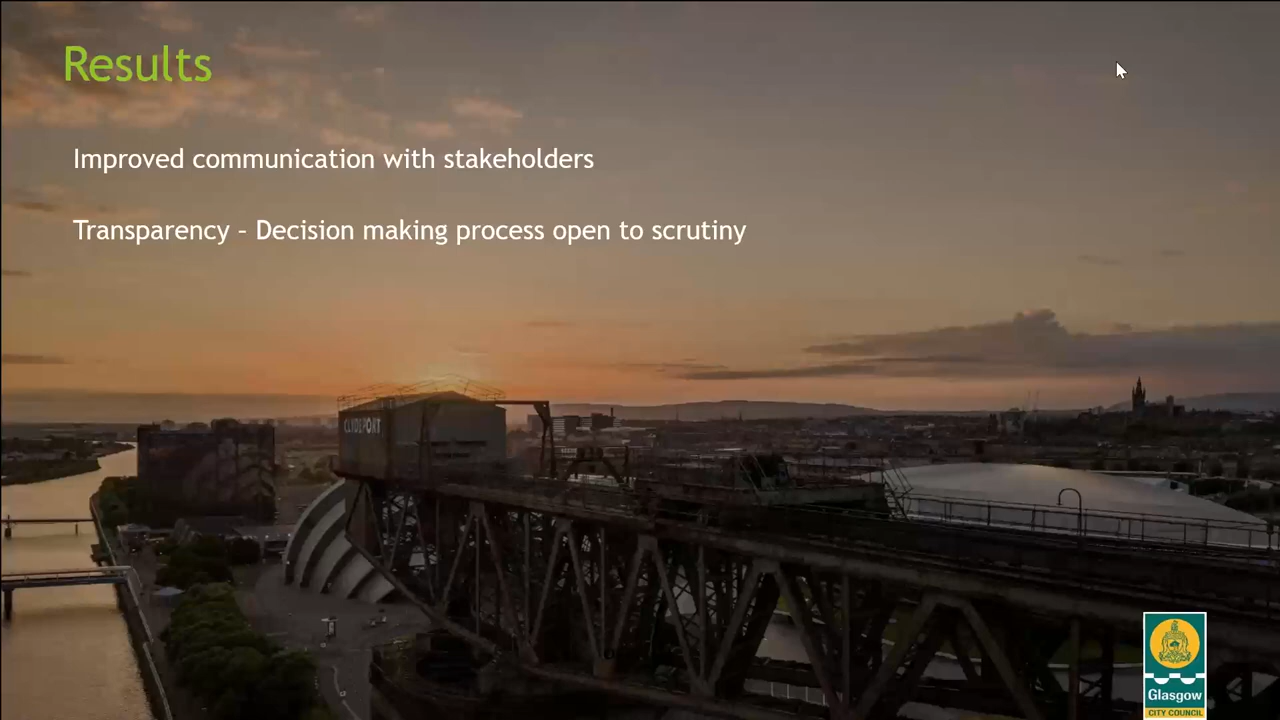 Results
Improved communication with stakeholders
Transparency – Decision making process open to scrutiny
CLYDEPORT
Glasgow
CITY COUNCIL